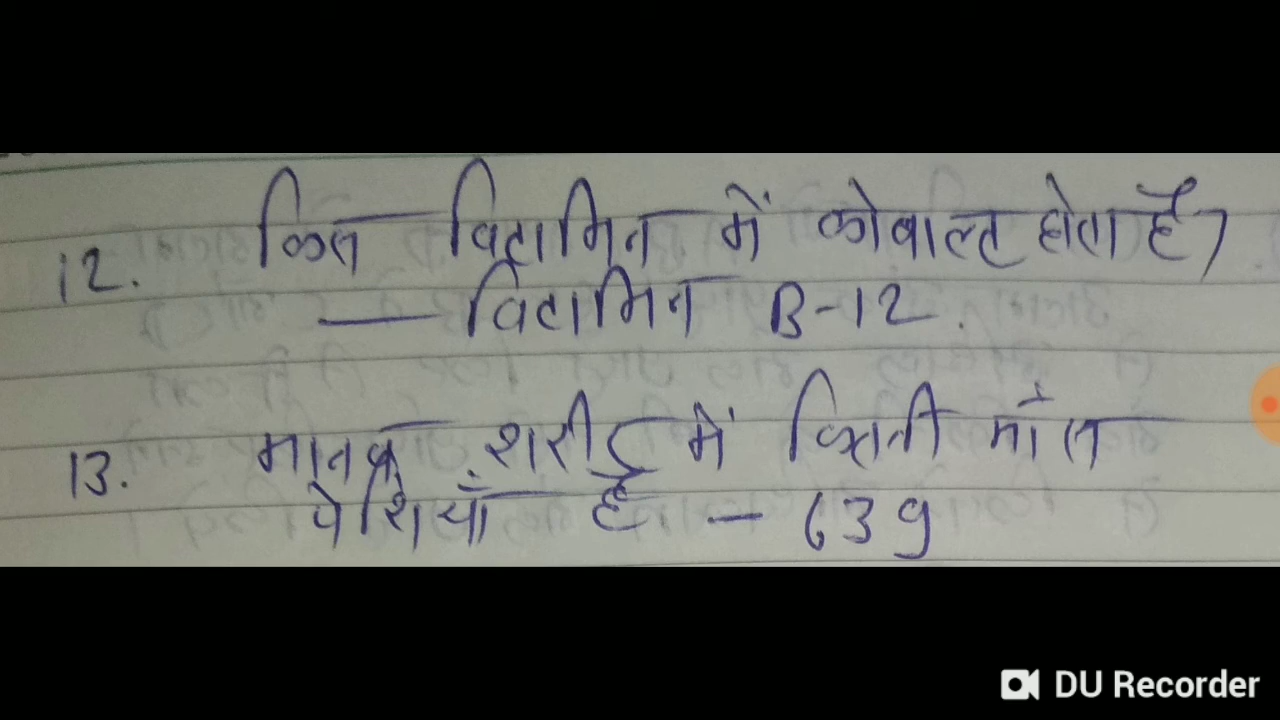 12. किस विटामिन में कोबाल्ट होता है?
— विटामिन B-12.
13. मानव शरीर में कितनी माँस
पेशियाँ है - 639
DU Recorder